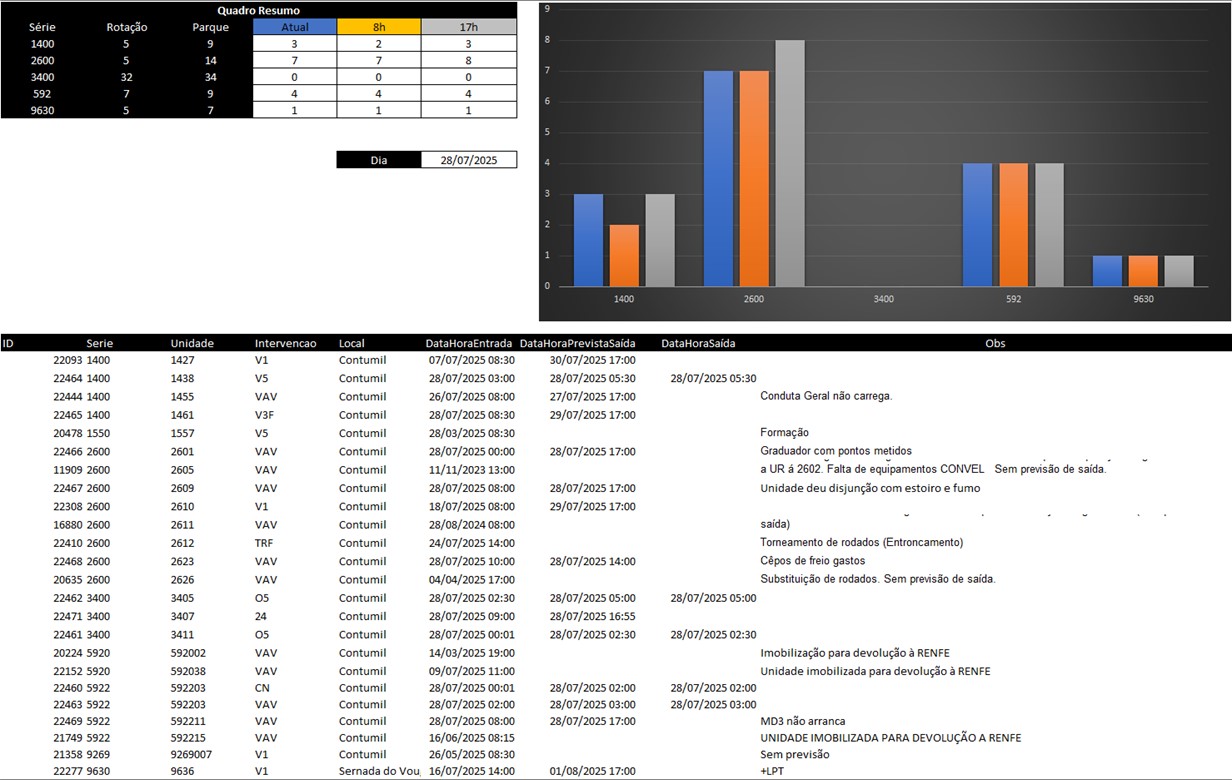 Quadro Resumo
Série Rotação Parque Atual 8h 17h
1400 5 9 3 2 3
2600 5 14 7 7 8
3400 32 34 0 0 0
592 7 9 4 4 4
9630 5 7 1 1 1
Dia 28/07/2025
9
8
7
6
5
4
3
2
1
0
1400 2600 3400 592 9630
ID Serie Unidade Intervencao Local DataHoraEntrada DataHoraPrevistaSaída DataHoraSaída Obs
22093 1400 1427 V1 Contumil 07/07/2025 08:30 30/07/2025 17:00
22464 1400 1438 V5 Contumil 28/07/2025 03:00 28/07/2025 05:30 28/07/2025 05:30
22444 1400 1455 VAV Contumil 26/07/2025 08:00 27/07/2025 17:00 Conduta Geral não carrega.
22465 1400 1461 V3F Contumil 28/07/2025 08:30 29/07/2025 17:00
20478 1550 1557 V5 Contumil 28/03/2025 08:30 Formação
22466 2600 2601 VAV Contumil 28/07/2025 00:00 28/07/2025 17:00 Graduador com pontos metidos
11909 2600 2605 VAV Contumil 11/11/2023 13:00 a UR á 2602. Falta de equipamentos CONVEL Sem previsão de saída.
22467 2600 2609 VAV Contumil 28/07/2025 08:00 28/07/2025 17:00 Unidade deu disjunção com estoiro e fumo
22308 2600 2610 V1 Contumil 18/07/2025 08:00 29/07/2025 17:00
16880 2600 2611 VAV Contumil 28/08/2024 08:00 saída)
22410 2600 2612 TRF Contumil 24/07/2025 14:00 Torneamento de rodados (Entroncamento)
22468 2600 2623 VAV Contumil 28/07/2025 10:00 28/07/2025 14:00 Cêpos de freio gastos
20635 2600 2626 VAV Contumil 04/04/2025 17:00 Substituição de rodados. Sem previsão de saída.
22462 3400 3405 O5 Contumil 28/07/2025 02:30 28/07/2025 05:00 28/07/2025 05:00
22471 3400 3407 24 Contumil 28/07/2025 09:00 28/07/2025 16:55
22461 3400 3411 O5 Contumil 28/07/2025 00:01 28/07/2025 02:30 28/07/2025 02:30
20224 5920 592002 VAV Contumil 14/03/2025 19:00 Imobilização para devolução à RENFE
22152 5920 592038 VAV Contumil 09/07/2025 11:00 Unidade imobilizada para devolução à RENFE
22460 5922 592203 CN Contumil 28/07/2025 00:01 28/07/2025 02:00 28/07/2025 02:00
22463 5922 592203 VAV Contumil 28/07/2025 02:00 28/07/2025 03:00 28/07/2025 03:00
22469 5922 592211 VAV Contumil 28/07/2025 08:00 28/07/2025 17:00 MD3 não arranca
21749 5922 592215 VAV Contumil 16/06/2025 08:15 UNIDADE IMOBILIZADA PARA DEVOLUÇÃO A RENFE
21358 9269 9269007 V1 Contumil 26/05/2025 08:30 Sem previsão
22277 9630 9636 V1 Sernada do Vou 16/07/2025 14:00 01/08/2025 17:00 +LPT